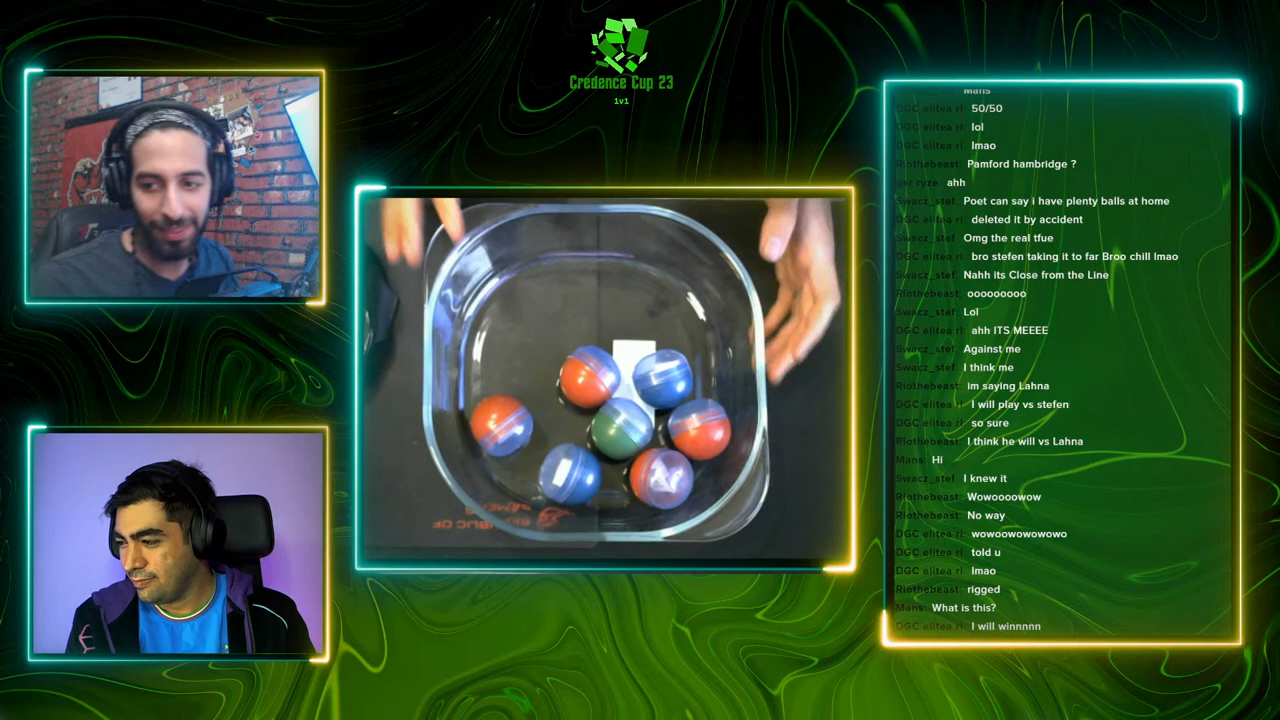 Credence Cup 23
1v1
Mans
DGC elitea rl: 50/50
DGC elitea rl: lol
DGC elitea rl: lmao
Riothebeast: Pamford hambridge ?
ryze: ahh
Swacz_stef: Poet can say i have plenty balls at home
DGC elitea rl: deleted it by accident
Swacz_stef: Omg the real tfue
DGC elitea rl: bro stefen taking it to far Broo chill lmao
Swacz_stef: Nahh its Close from the Line
Riothebeast: ooooooooo
Swacz_stef: Lol
DGC elitea rl: ahh ITS MEEEE
Swacz_stef: Against me
Swacz_stef: I think me
Riothebeast: im saying Lahna
DGC elitea rl: I will play vs stefen
DGC elitea rl: so sure
Riothebeast: I think he will vs Lahna
Mans: Hi
Swacz_stef: I knew it
Riothebeast: Wowoooowow
Riothebeast: No way
DGC elitea rl: wowoowowowowo
DGC elitea rl: told u
DGC elitea rl: lmao
Riothebeast: rigged
Mans: What is this?
DGC elitea rl: I will winnnnn
REPUBLIC OF